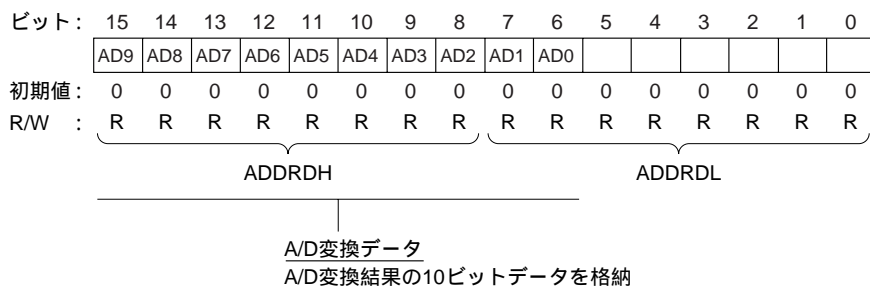 ビット: 15 14 13 12 11 10 9 8 7 6 5 4 3 2 1 0
AD9 AD8 AD7 AD6 AD5 AD4 AD3 AD2 AD1 AD0
初期値: 0 0 0 0 0 0 0 0 0 0 0 0 0 0 0 0
R/W : R R R R R R R R R R R R R R R R
ADDRDH ADDRDL
A/D変換データ
A/D変換結果の10ビットデータを格納